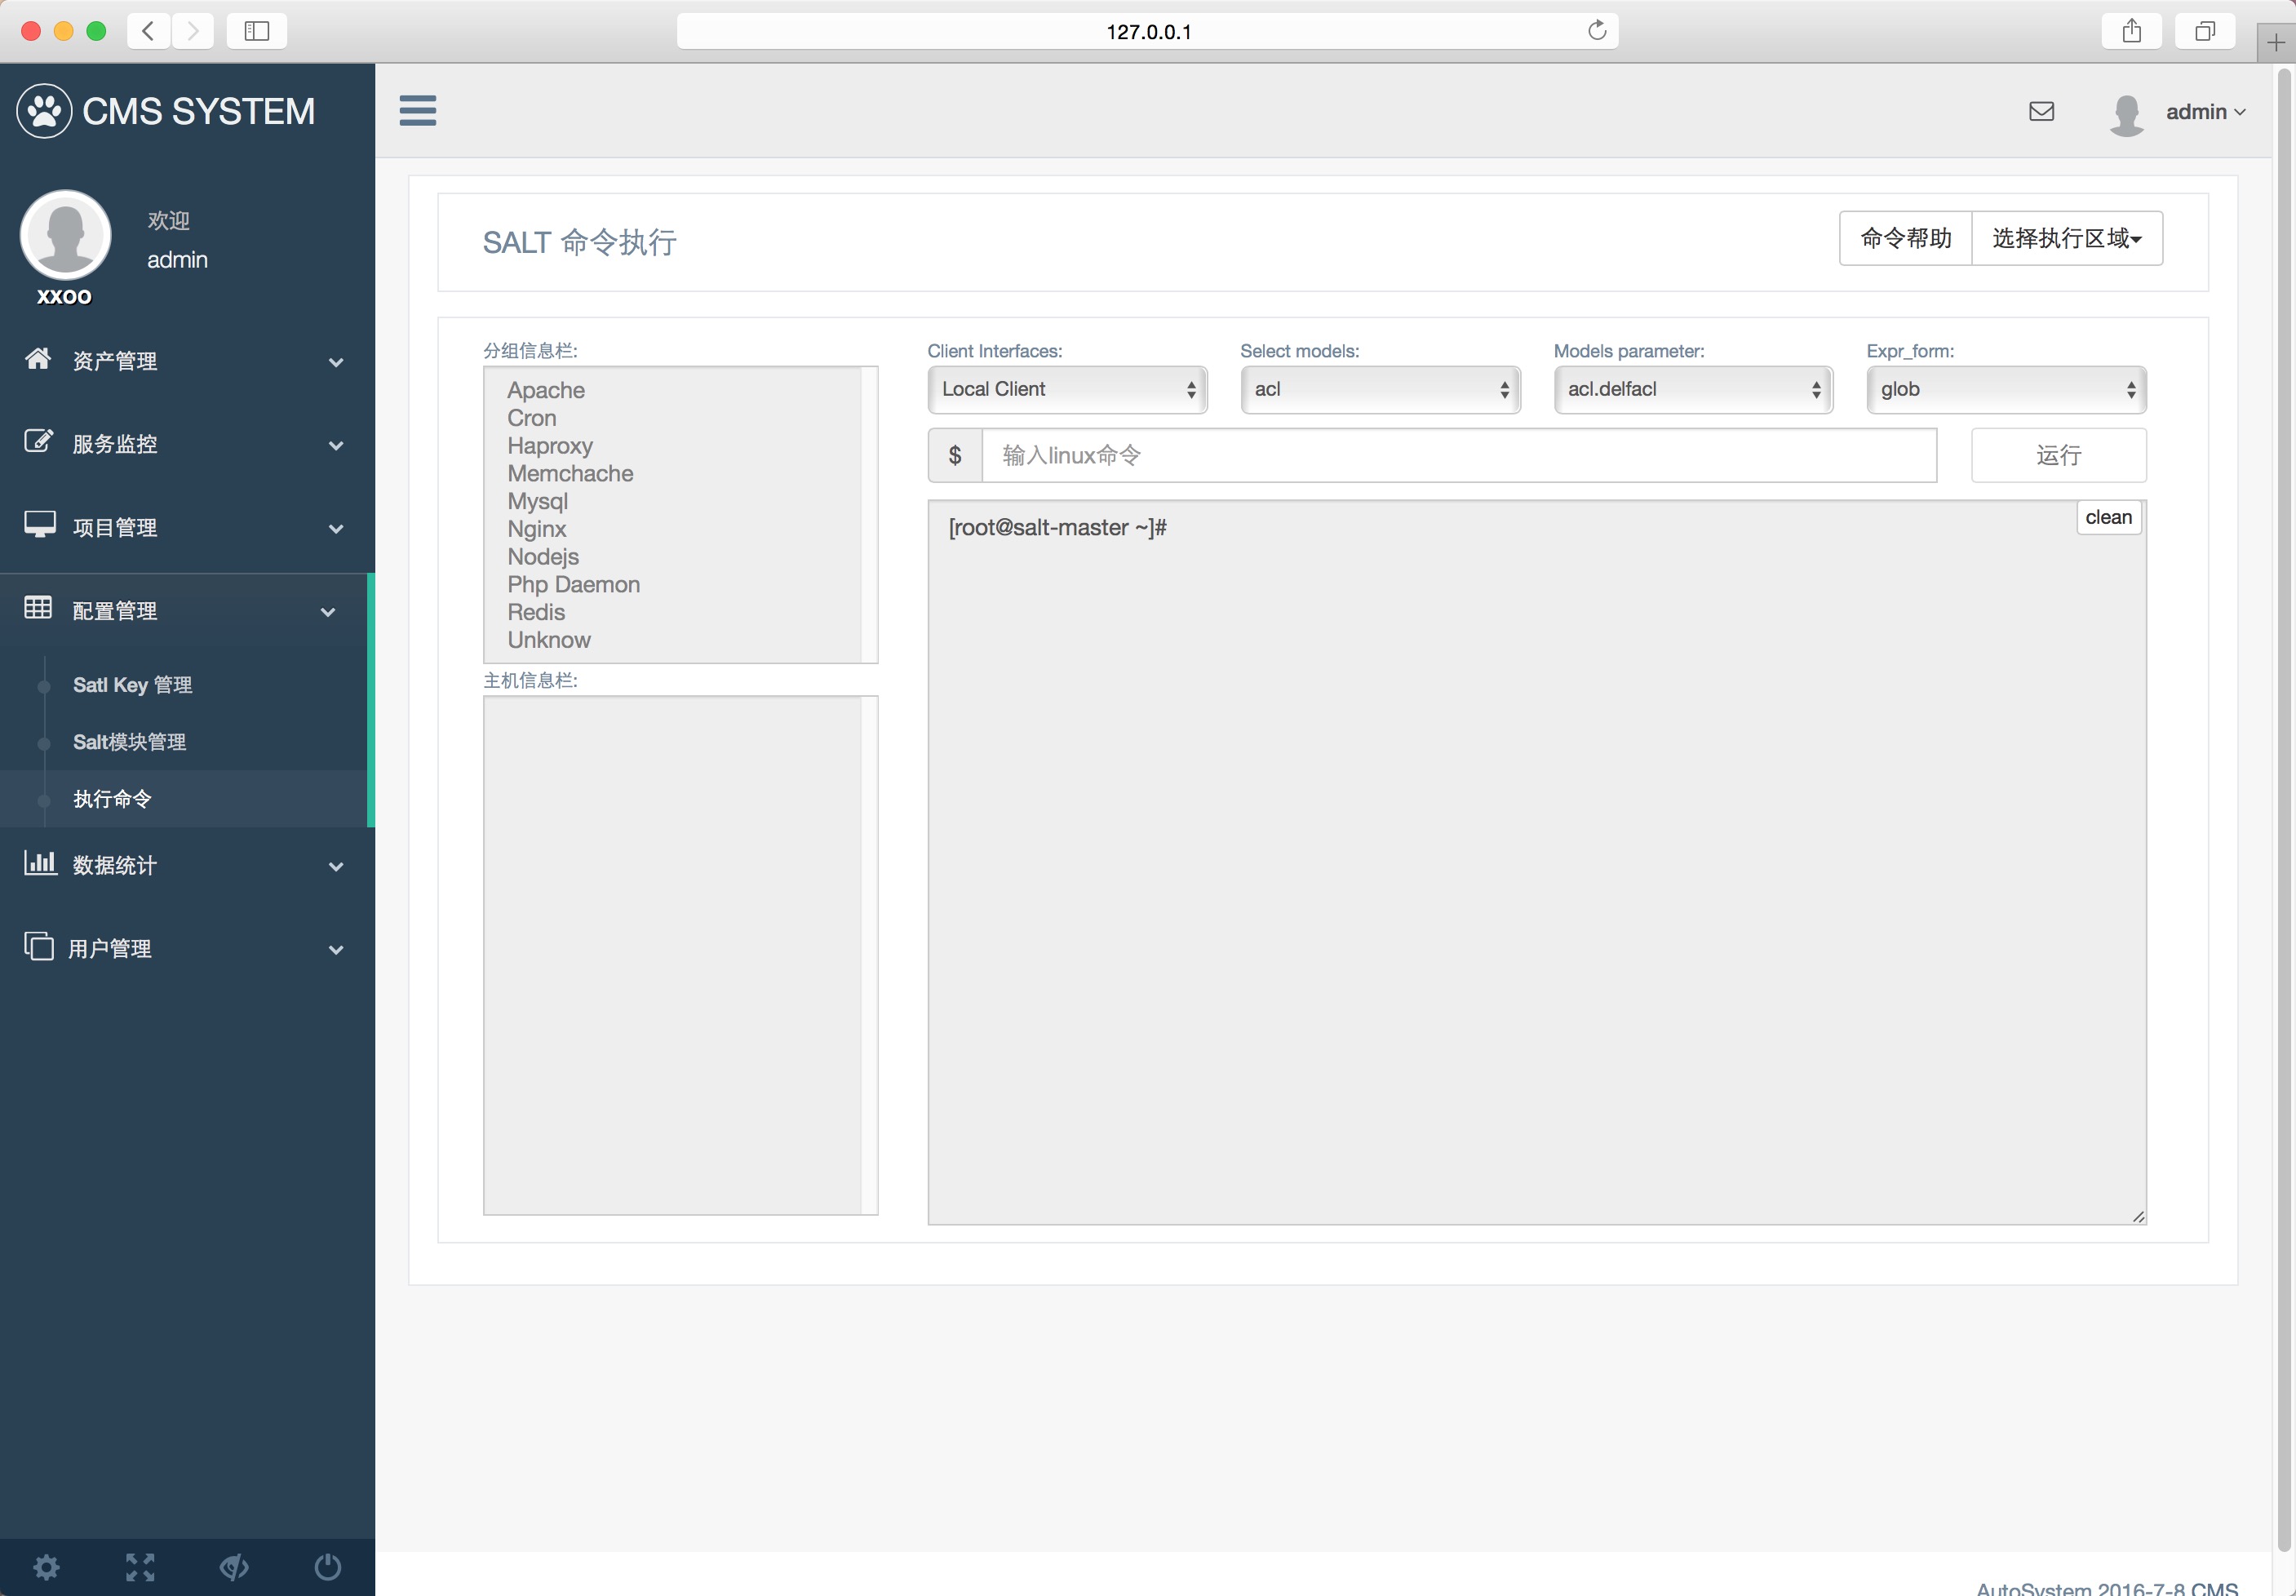 127.0.0.1
CMS SYSTEM
admin
欢迎
admin
xxoo
资产管理
服务监控
项目管理
配置管理
Satl Key 管理
Salt模块管理
执行命令
数据统计
用户管理
SALT 命令执行
命令帮助
选择执行区域
分组信息栏:
Apache
Cron
Haproxy
Memchache
Mysql
Nginx
Nodejs
Php Daemon
Redis
Unknow
主机信息栏:
Client Interfaces:
Select models:
Models parameter:
Expr_form:
Local Client
acl
acl.delfacl
glob
$
输入linux命令
运行
[root@salt-master ~]#
clean
AutoSystem 2016-7-8 CMS